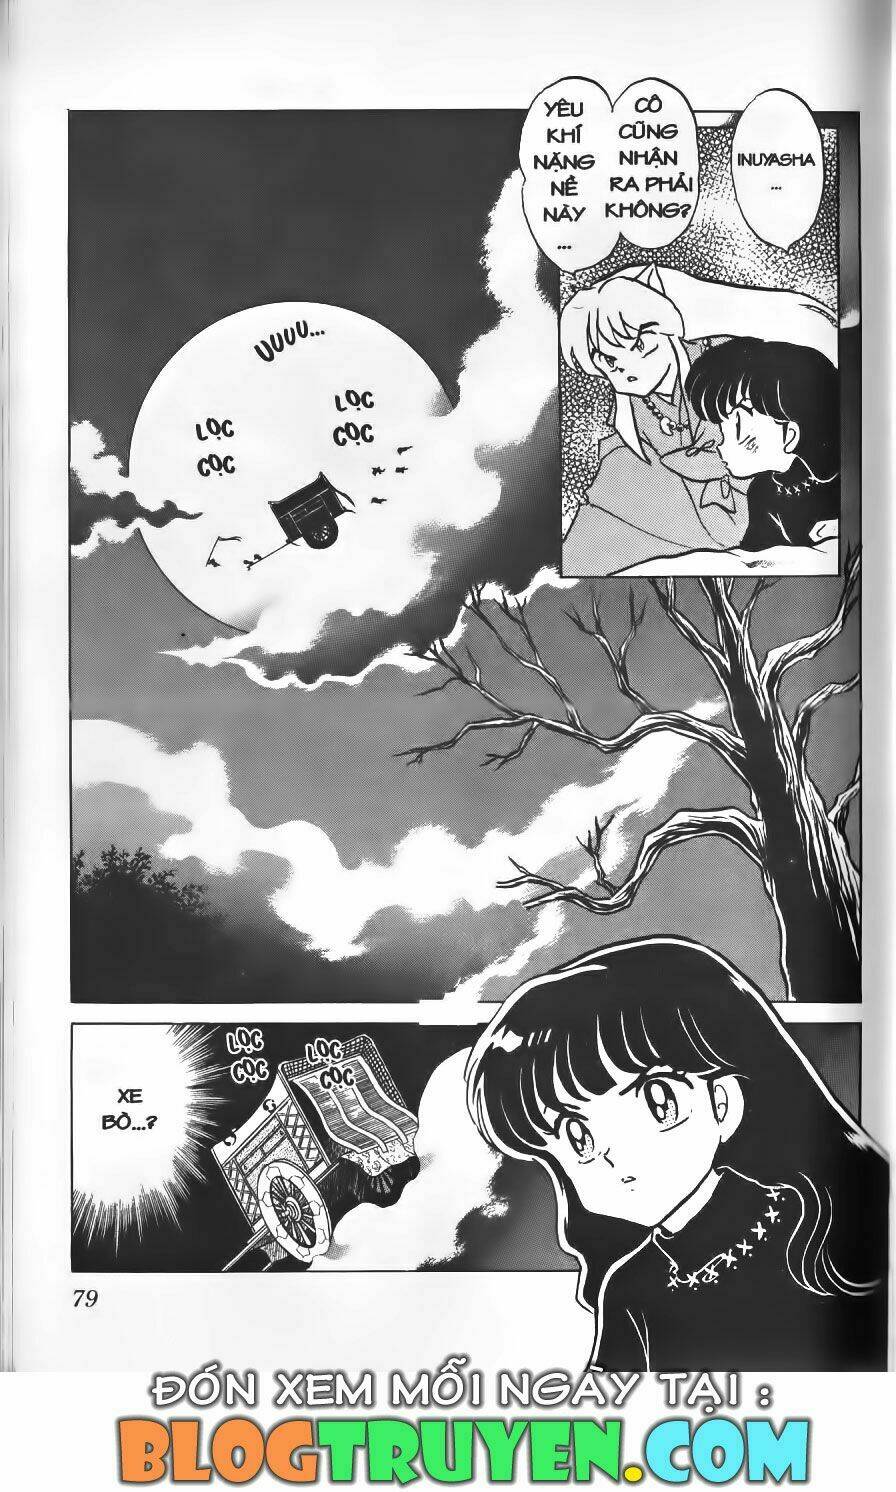 INUYASHA
...
CÔ
CŨNG
NHẬN
RA PHẢI
KHÔNG?
YÊU
KHÍ
NẶNG
NỀ
NÀY
...
UUUU...
LỌC
CỌC
LỌC
CỌC
LỌC
CỌC
LỌC
CỌC
XE
BÒ...?
79
ĐÓN XEM MỖI NGÀY TẠI :
BLOGTRUYEN.COM